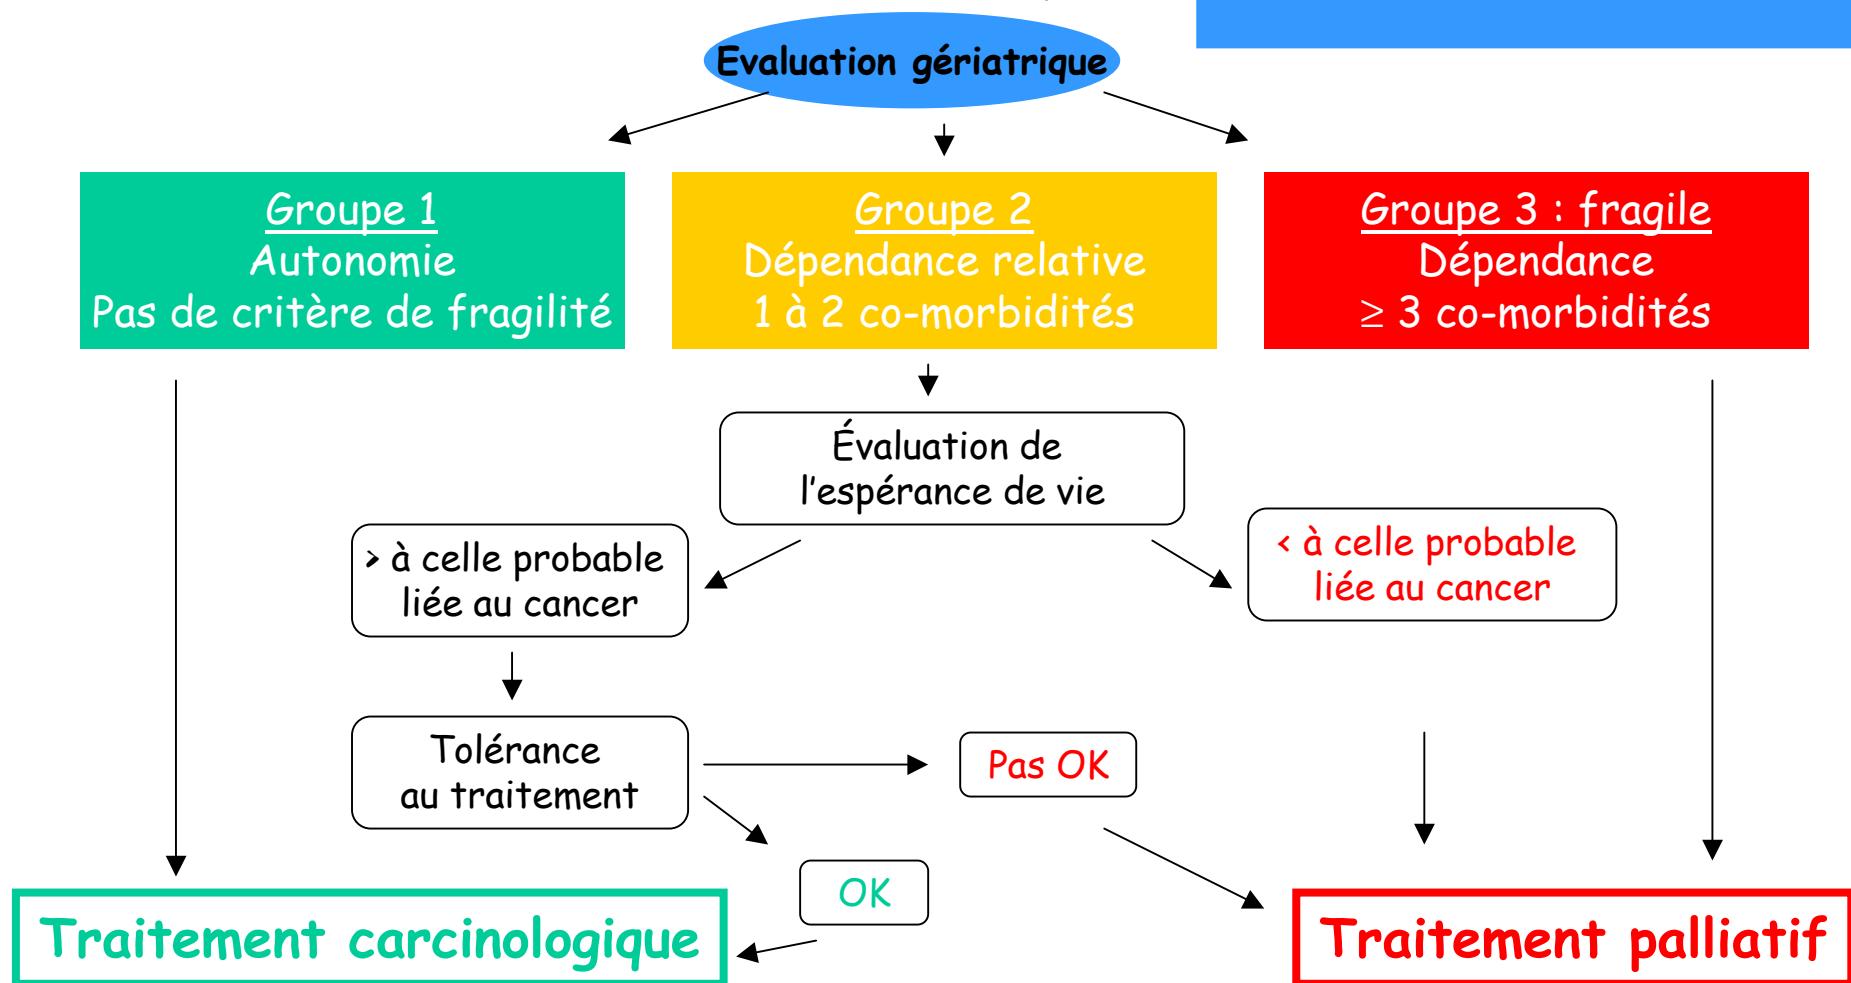 Evaluation gériatrique
Groupe 1
Autonomie
Pas de critère de fragilité
Groupe 2
Dépendance relative
1 à 2 co-morbidités
Groupe 3 : fragile
Dépendance
≥ 3 co-morbidités
Évaluation de
l'espérance de vie
> à celle probable
liée au cancer
< à celle probable
liée au cancer
Tolérance
au traitement
Pas OK
OK
Traitement carcinologique
Traitement palliatif